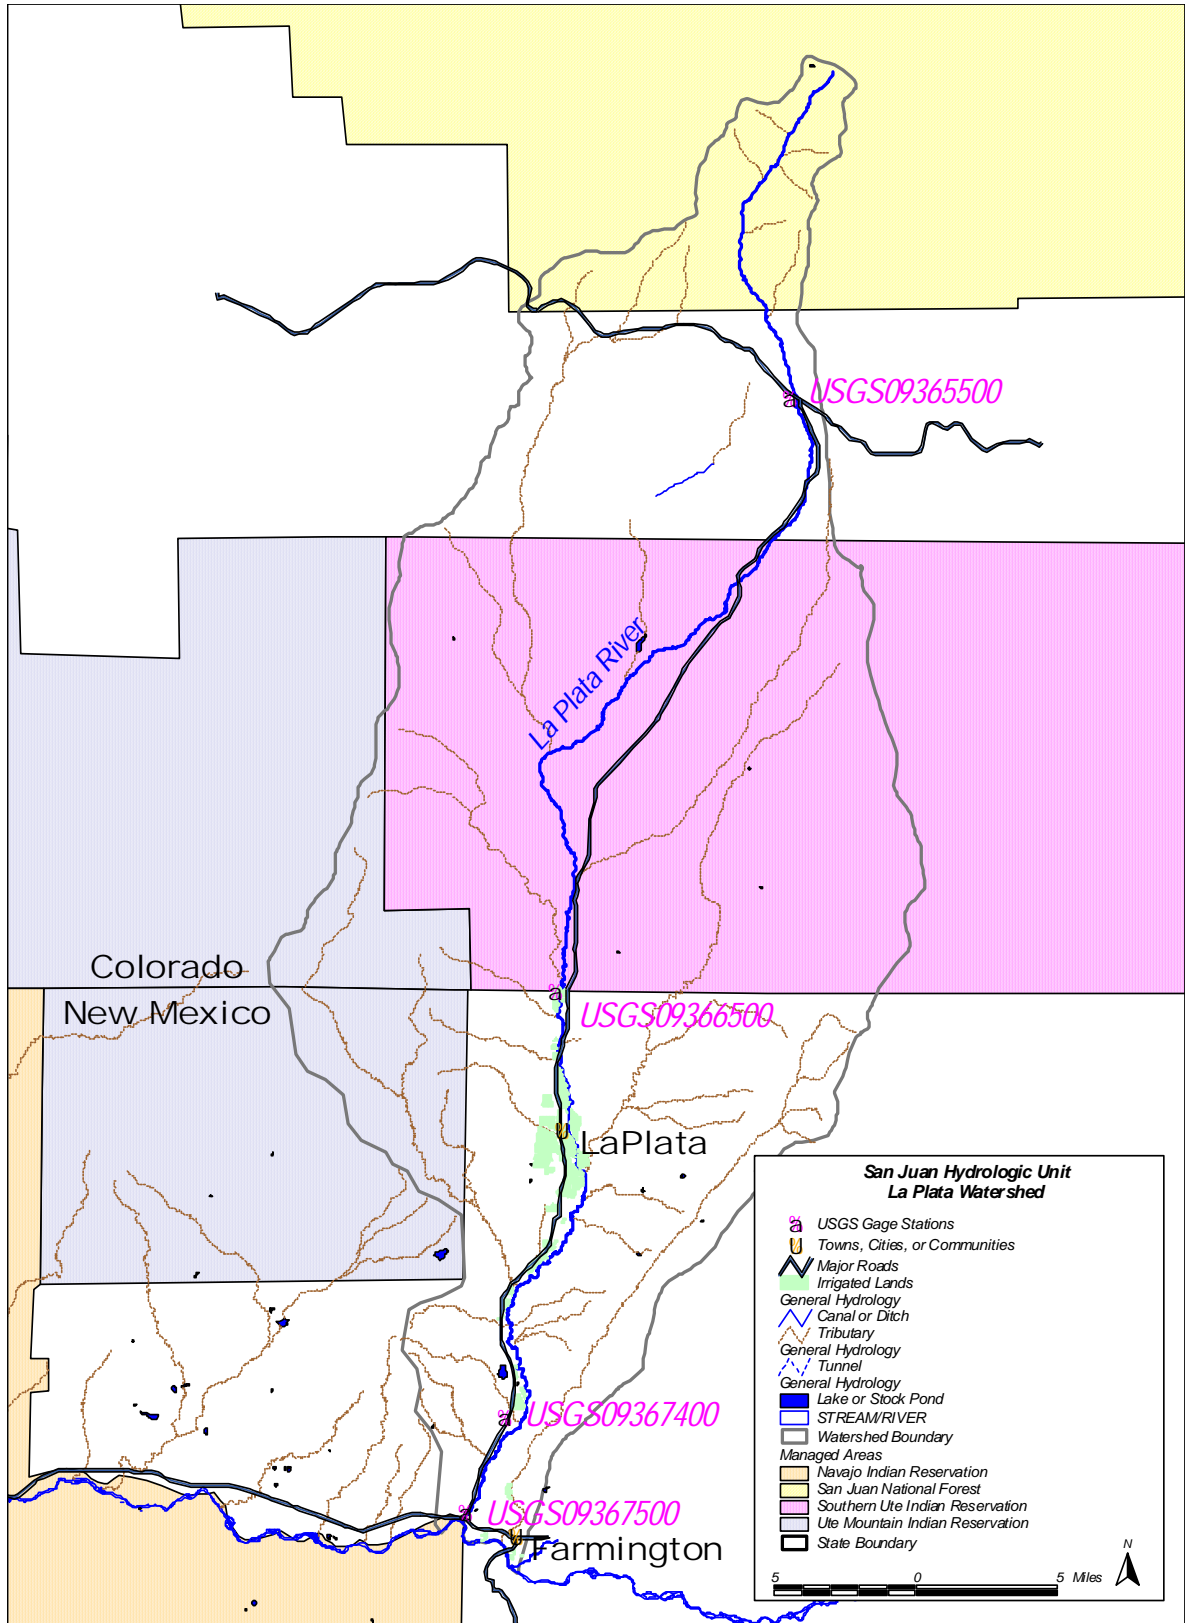 USGS09365500
La Plata River
Colorado
New Mexico
USGS09366500
LaPlata
USGS09367400
USGS09367500
Farmington
San Juan Hydrologic Unit
La Plata Watershed
USGS Gage Stations
Towns, Cities, or Communities
Major Roads
Irrigated Lands
General Hydrology
Canal or Ditch
Tributary
General Hydrology
Tunnel
General Hydrology
Lake or Stock Pond
STREAM/RIVER
Watershed Boundary
Managed Areas
Navajo Indian Reservation
San Juan National Forest
Southern Ute Indian Reservation
Ute Mountain Indian Reservation
State Boundary
N
5 0 5 Miles